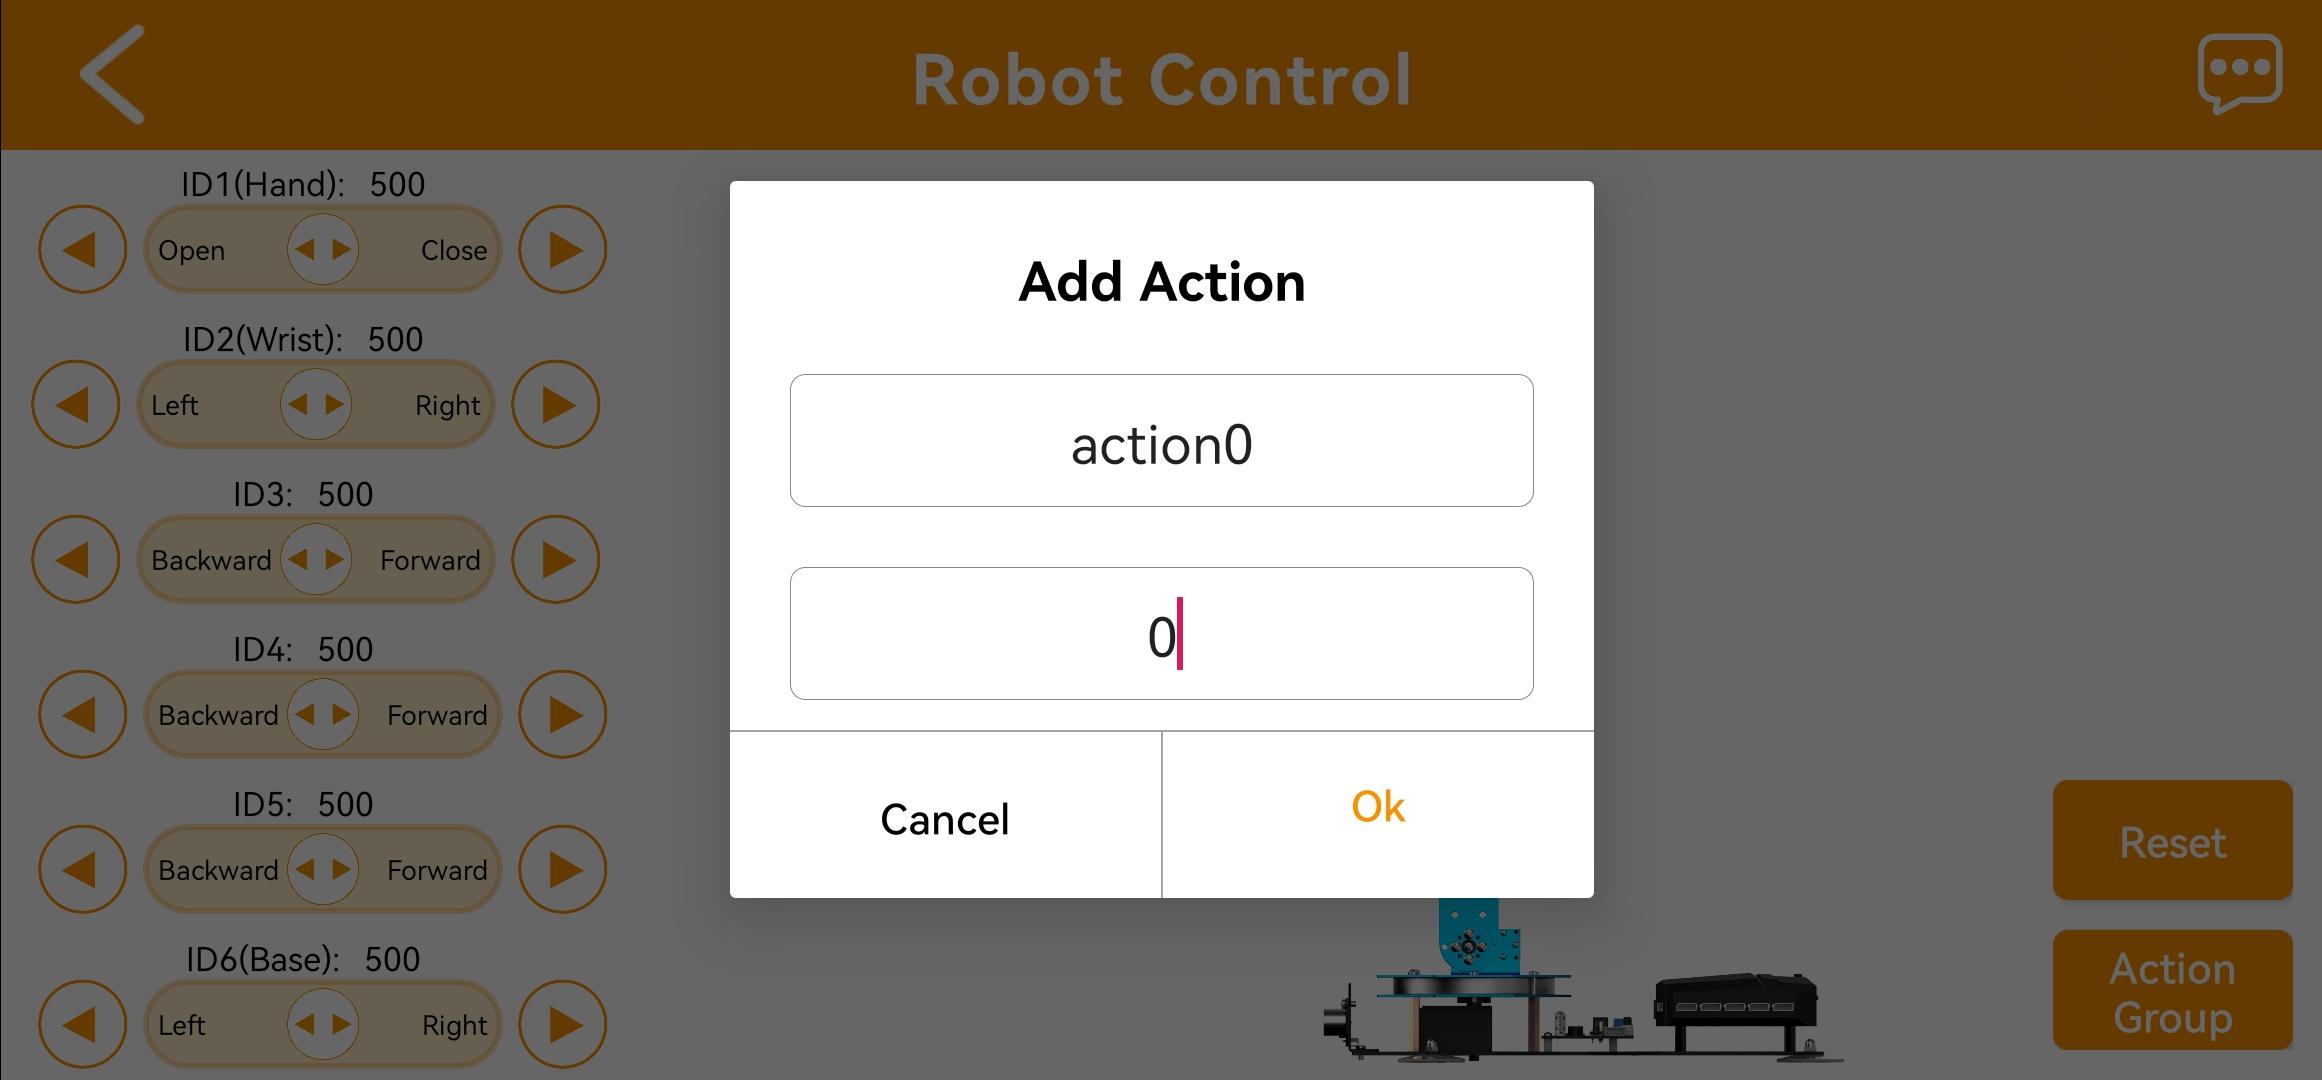 Robot Control
ID1(Hand): 500
Open Close
ID2(Wrist): 500
Left Right
ID3: 500
Backward Forward
ID4: 500
Backward Forward
ID5: 500
Backward Forward
ID6(Base): 500
Left Right
Add Action
action0
0
Cancel Ok
Reset
Action
Group